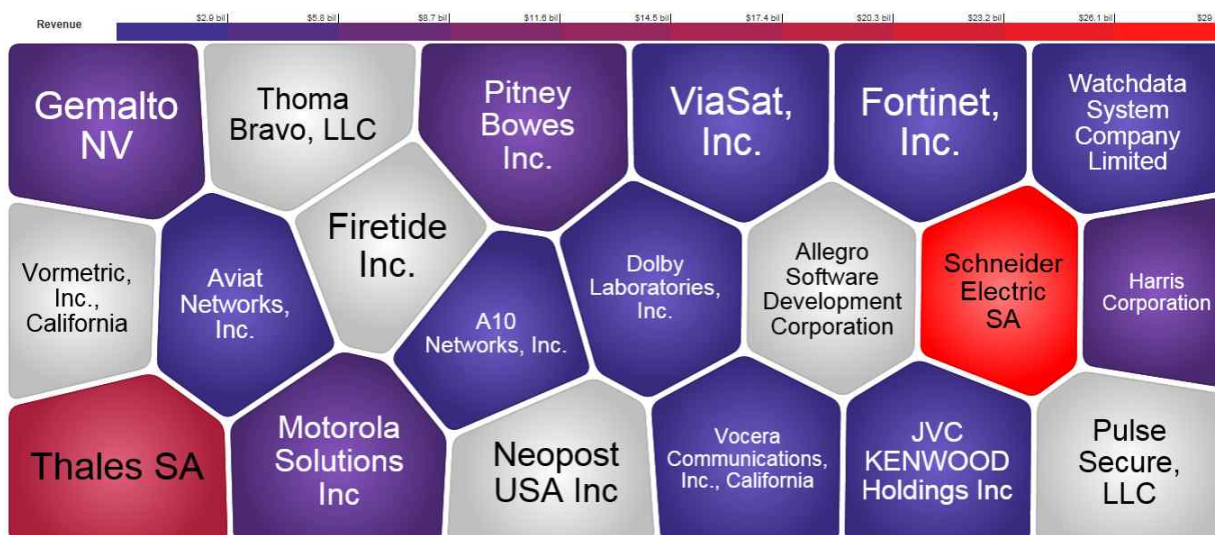 Revenue
$2.9 bil $5.8 bil $8.7 bil $11.6 bil $14.5 bil $17.4 bil $20.3 bil $23.2 bil $26.1 bil $29.
Gemalto
NV
Thoma
Bravo, LLC
Pitney
Bowes
Inc.
ViaSat,
Inc.
Fortinet,
Inc.
Watchdata
System
Company
Limited
Vormetric,
Inc.,
California
Aviat
Networks,
Inc.
Firetide
Inc.
A10
Networks, Inc.
Dolby
Laboratories,
Inc.
Allegro
Software
Development
Corporation
Schneider
Electric
SA
Harris
Corporation
Thales SA
Motorola
Solutions
Inc
Neopost
USA Inc
Vocera
Communications,
Inc., California
JVC
KENWOOD
Holdings Inc
Pulse
Secure,
LLC